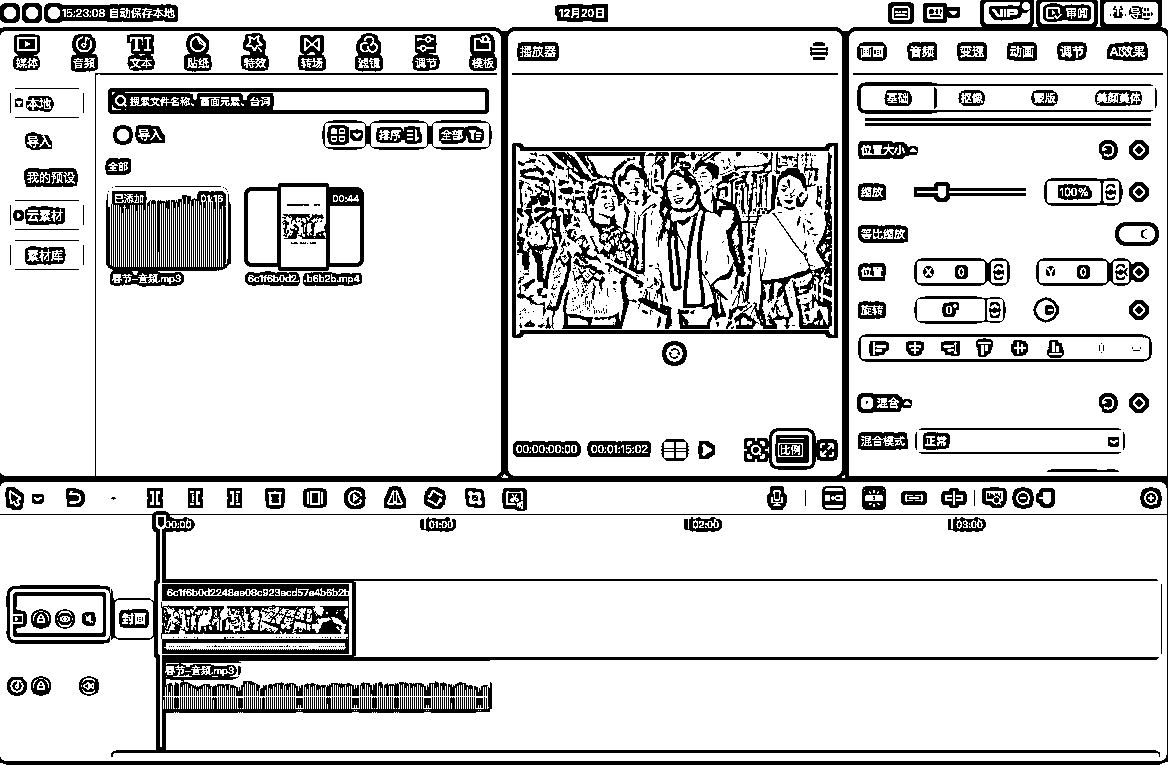 15:23:08 自动保存本地
12月20日
VIP
审阅
导出
媒体 音频 文本 贴纸 特效 转场 滤镜 调节 模板
本地
导入
我的预设
云素材
素材库
搜索文件名称、画面元素、台词
导入
排序
全部
全部
已添加 01:16
00:44
春节-音频.mp3
6c1f6b0d2...b6b2b.mp4
播放器
00:00:00:00 00:01:15:02
比例
画面 音频 变速 动画 调节 AI效果
基础 抠像 蒙版 美颜美体
位置大小
缩放 100%
等比缩放
位置 X 0 Y 0
旋转 0°
混合
混合模式 正常
00:00 01:00 02:00 03:00
封面
6c1f6b0d2248ae08c923acd57a4b6b2b
春节-音频.mp3